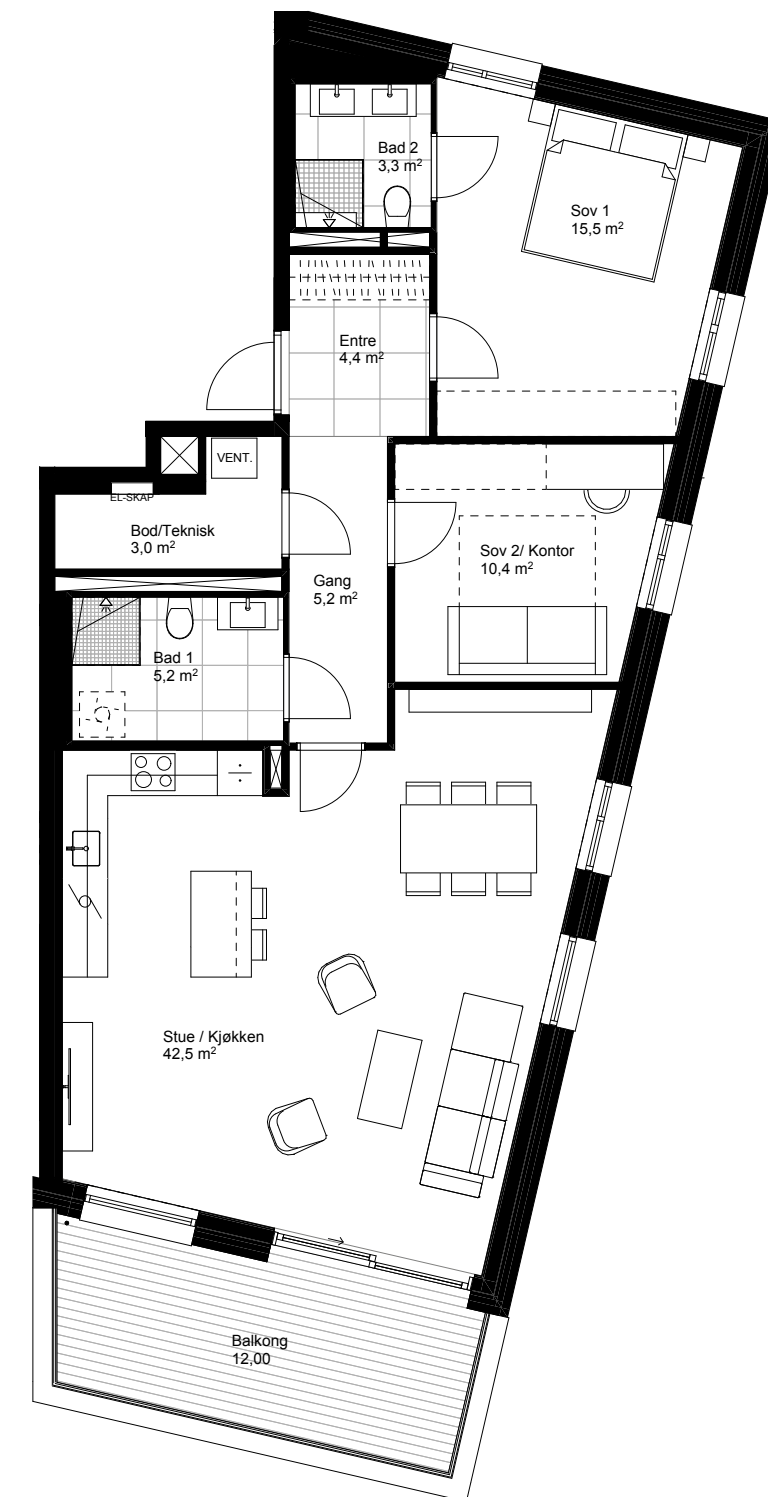 Bad 2
3,3 m²
Sov 1
15,5 m²
Entre
4,4 m²
VENT.
EL-SKAP
Bod/Teknisk
3,0 m²
Sov 2/ Kontor
10,4 m²
Gang
5,2 m²
Bad 1
5,2 m²
Stue / Kjøkken
42,5 m²
Balkong
12,00